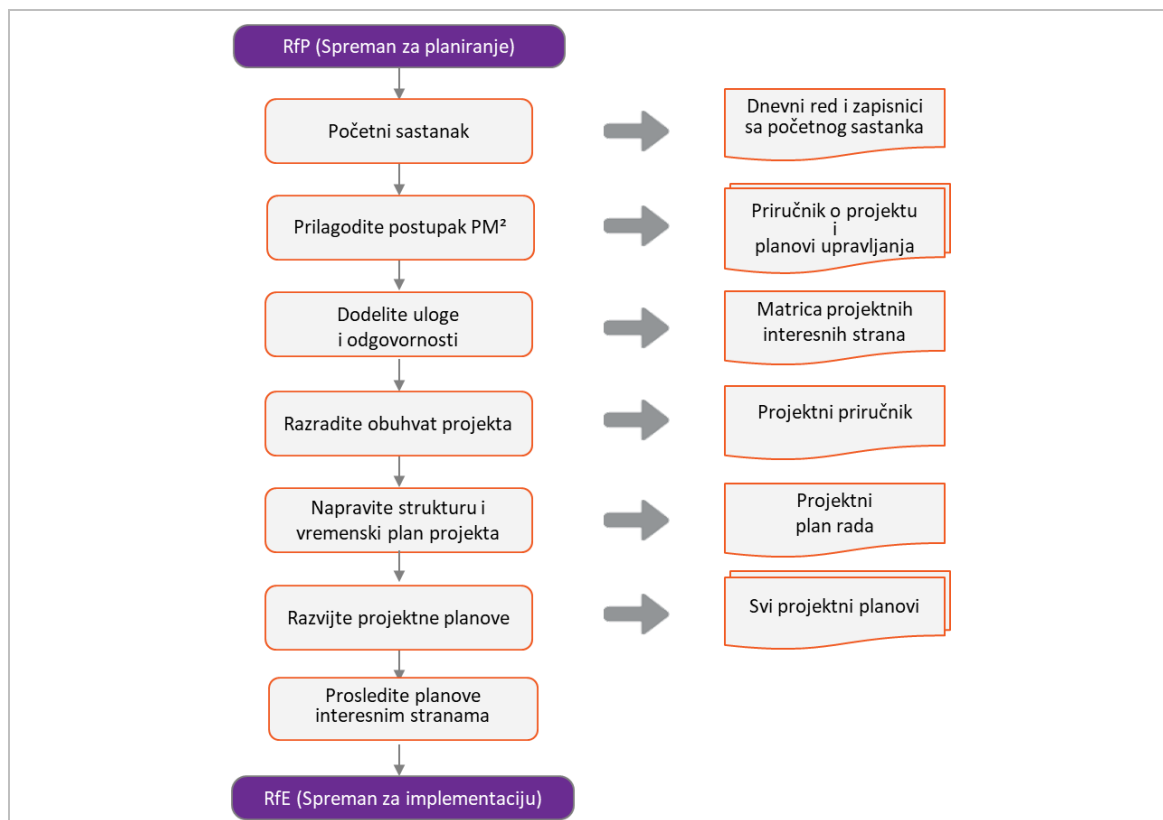 RfP (Spreman za planiranje)
Početni sastanak
Dnevni red i zapisnici
sa početnog sastanka
Prilagodite postupak PM²
Priručnik o projektu
i
planovi upravljanja
Dodelite uloge
i odgovornosti
Matrica projektnih
interesnih strana
Razradite obuhvat projekta
Projektni priručnik
Napravite strukturu i
vremenski plan projekta
Projektni
plan rada
Razvijte projektne planove
Svi projektni planovi
Prosledite planove
interesnim stranama
RfE (Spreman za implementaciju)